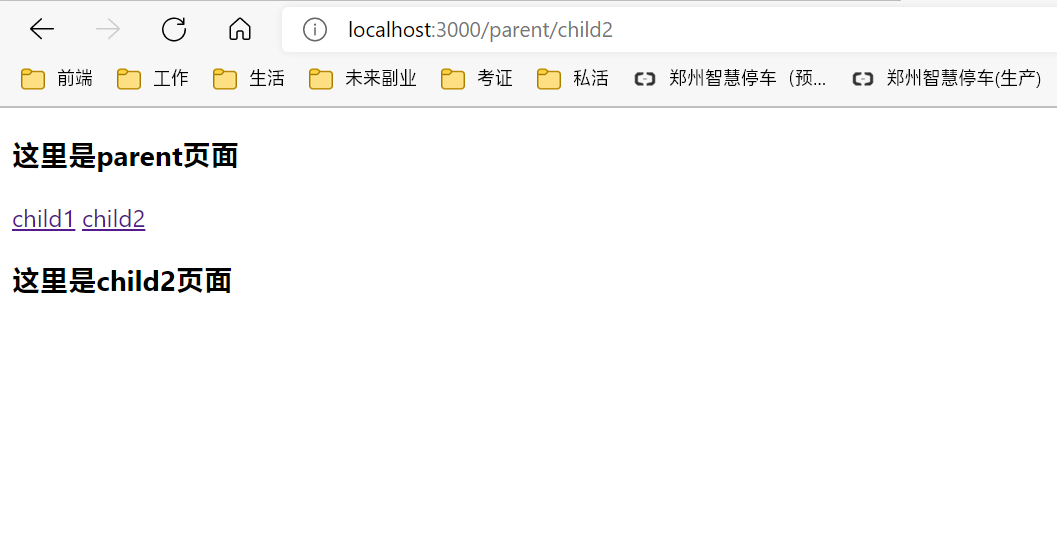 localhost:3000/parent/child2
前端 工作 生活 未来副业 考证 私活 郑州智慧停车（预... 郑州智慧停车(生产)
这里是parent页面
child1 child2
这里是child2页面